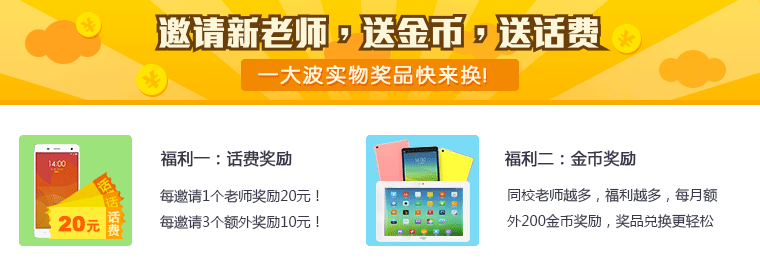 邀请新老师，送金币，送话费
一大波实物奖品快来换!
14:00
话
话
20元
话费
福利一：话费奖励
每邀请1个老师奖励20元！
每邀请3个额外奖励10元！
福利二：金币奖励
同校老师越多，福利越多，每月额
外200金币奖励，奖品兑换更轻松